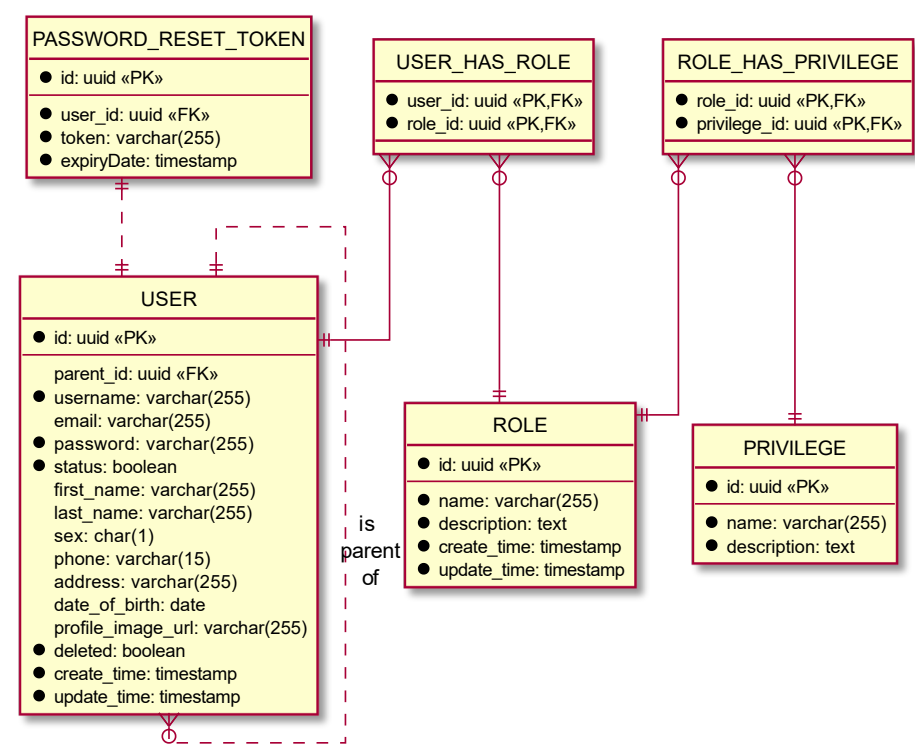 PASSWORD_RESET_TOKEN
id: uuid «PK»
user_id: uuid «FK»
token: varchar(255)
expiryDate: timestamp
USER_HAS_ROLE
user_id: uuid «PK,FK»
role_id: uuid «PK,FK»
ROLE_HAS_PRIVILEGE
role_id: uuid «PK,FK»
privilege_id: uuid «PK,FK»
USER
id: uuid «PK»
parent_id: uuid «FK»
username: varchar(255)
email: varchar(255)
password: varchar(255)
status: boolean
first_name: varchar(255)
last_name: varchar(255)
sex: char(1)
phone: varchar(15)
address: varchar(255)
date_of_birth: date
profile_image_url: varchar(255)
deleted: boolean
create_time: timestamp
update_time: timestamp
is
parent
of
ROLE
id: uuid «PK»
name: varchar(255)
description: text
create_time: timestamp
update_time: timestamp
PRIVILEGE
id: uuid «PK»
name: varchar(255)
description: text